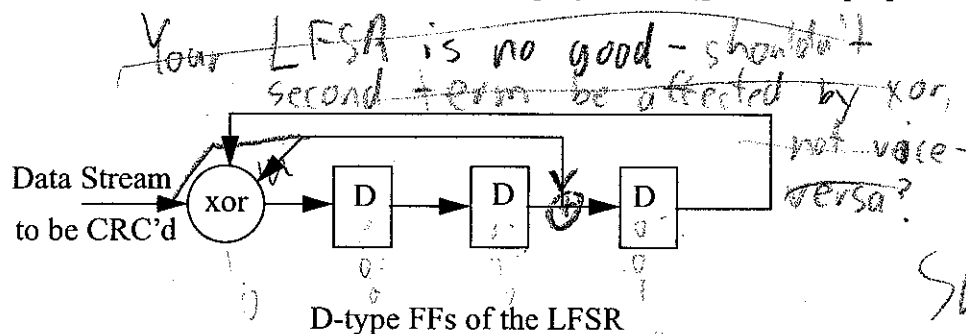 Your LFSR is no good - shouldn't
second term be affected by xor,
not voice-
versa?
Data Stream
to be CRC'd
xor
D
D
D
D-type FFs of the LFSR